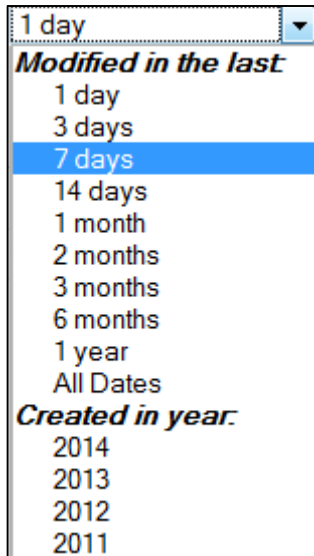 1 day
Modified in the last:
1 day
3 days
7 days
14 days
1 month
2 months
3 months
6 months
1 year
All Dates
Created in year:
2014
2013
2012
2011